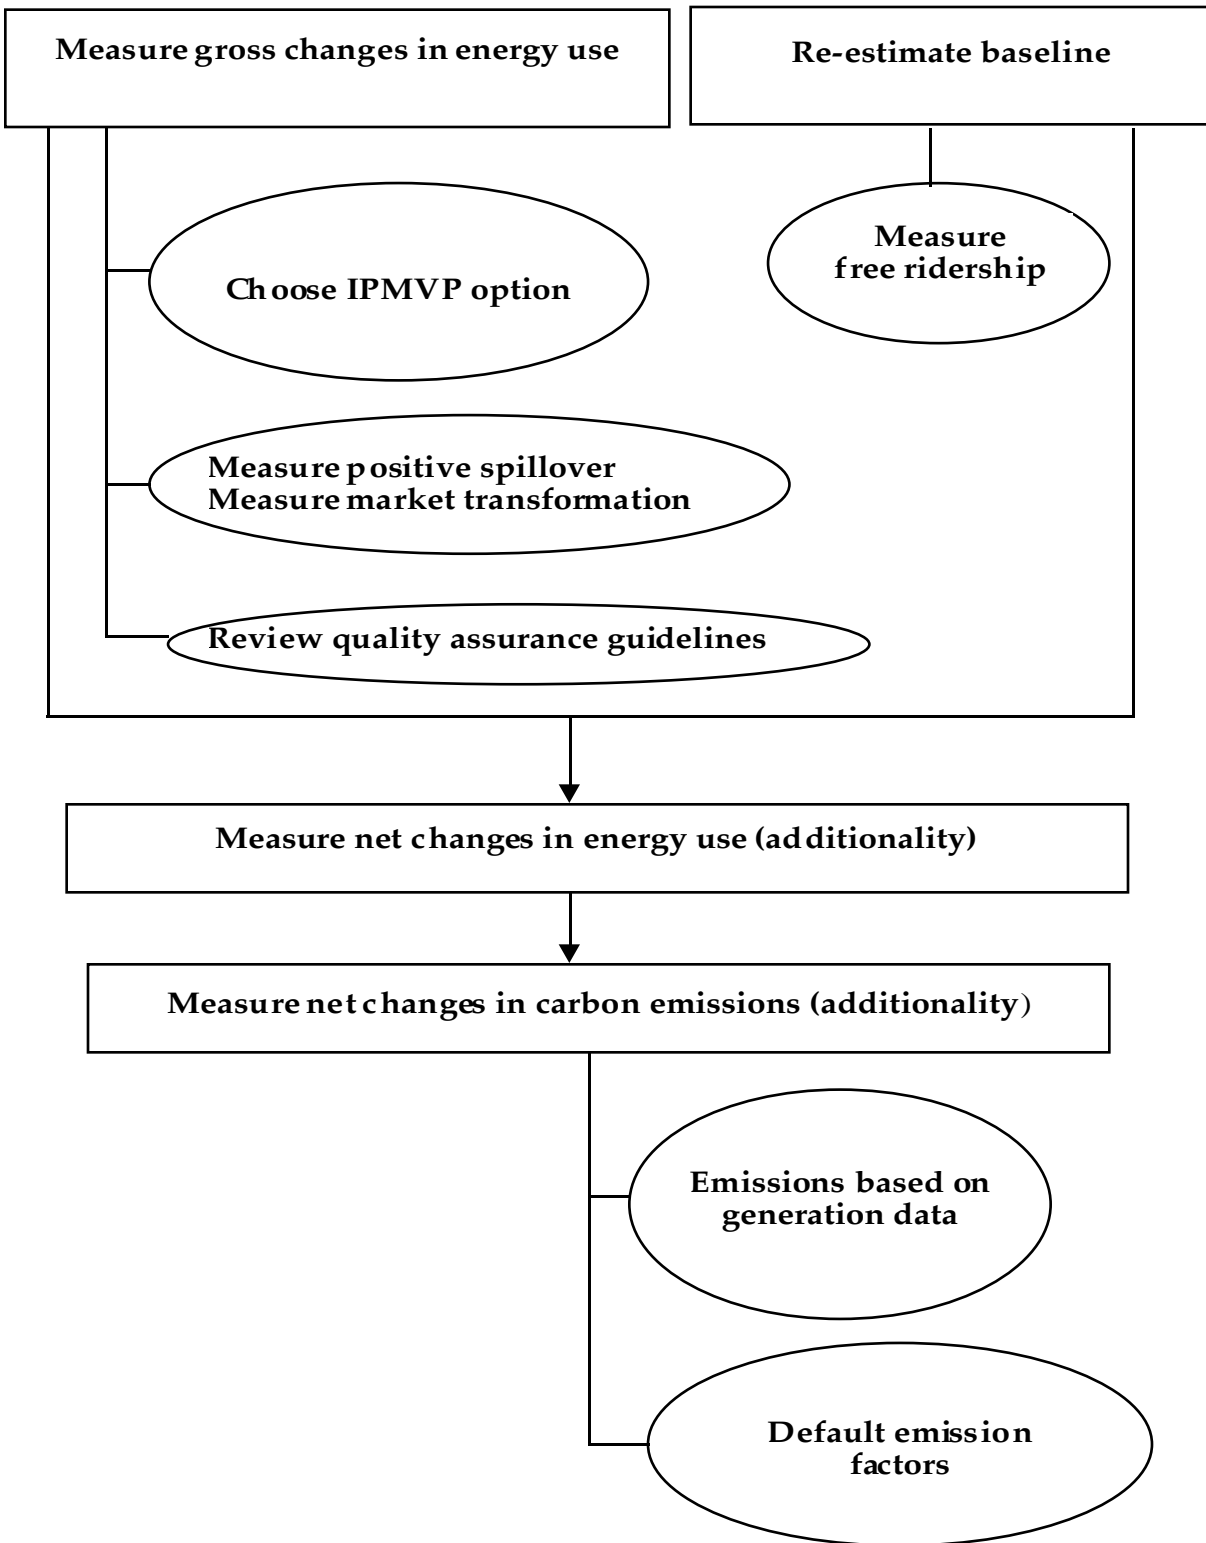 Measure gross changes in energy use
Re-estimate baseline
Measure
free ridership
Choose IPMVP option
Measure positive spillover
Measure market transformation
Review quality assurance guidelines
Measure net changes in energy use (additionality)
Measure net changes in carbon emissions (additionality)
Emissions based on
generation data
Default emission
factors